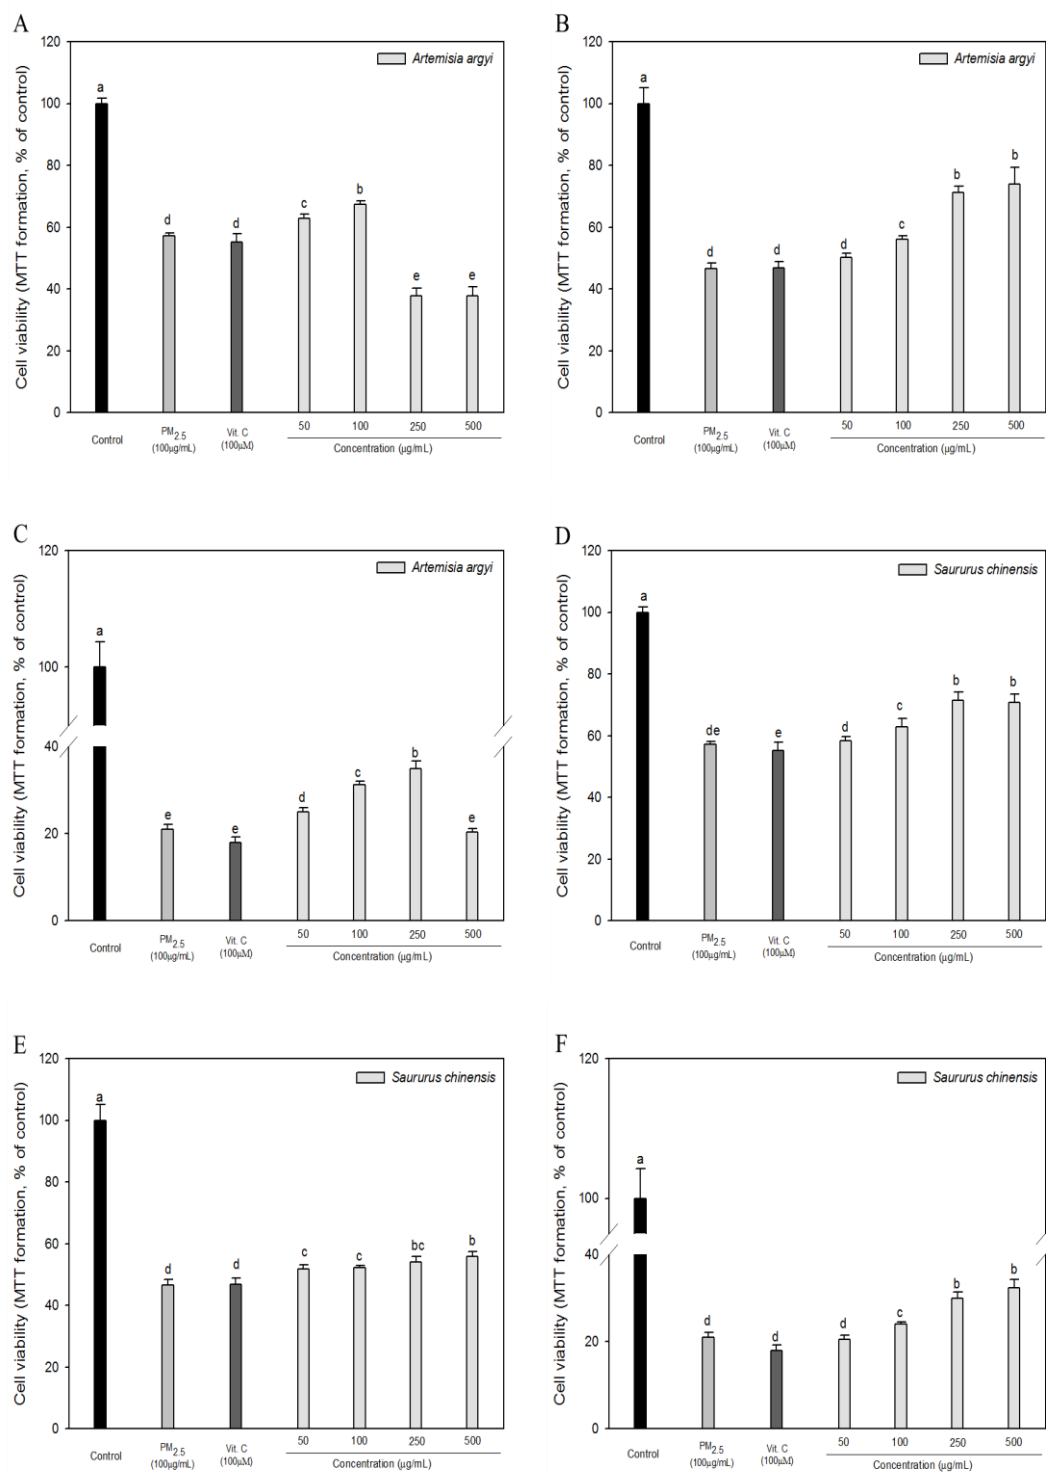 A
Cell viability (MTT formation, % of control)
120
100
80
60
40
20
0
Artemisia argyi
a
d
d
c
b
e
e
Control
PM2.5
(100μg/mL)
Vit. C
(100μM)
50 100 250 500
Concentration (μg/mL)
B
Cell viability (MTT formation, % of control)
120
100
80
60
40
20
0
Artemisia argyi
a
d
d
d
c
b
b
Control
PM2.5
(100μg/mL)
Vit. C
(100μM)
50 100 250 500
Concentration (μg/mL)
C
Cell viability (MTT formation, % of control)
120
100
40
20
0
Artemisia argyi
a
e
e
d
c
b
e
Control
PM2.5
(100μg/mL)
Vit. C
(100μM)
50 100 250 500
Concentration (μg/mL)
D
Cell viability (MTT formation, % of control)
120
100
80
60
40
20
0
Saururus chinensis
a
de
e
d
c
b
b
Control
PM2.5
(100μg/mL)
Vit. C
(100μM)
50 100 250 500
Concentration (μg/mL)
E
Cell viability (MTT formation, % of control)
120
100
80
60
40
20
0
Saururus chinensis
a
d
d
c
c
bc
b
Control
PM2.5
(100μg/mL)
Vit. C
(100μM)
50 100 250 500
Concentration (μg/mL)
F
Cell viability (MTT formation, % of control)
120
100
40
20
0
Saururus chinensis
a
d
d
d
c
b
b
Control
PM2.5
(100μg/mL)
Vit. C
(100μM)
50 100 250 500
Concentration (μg/mL)